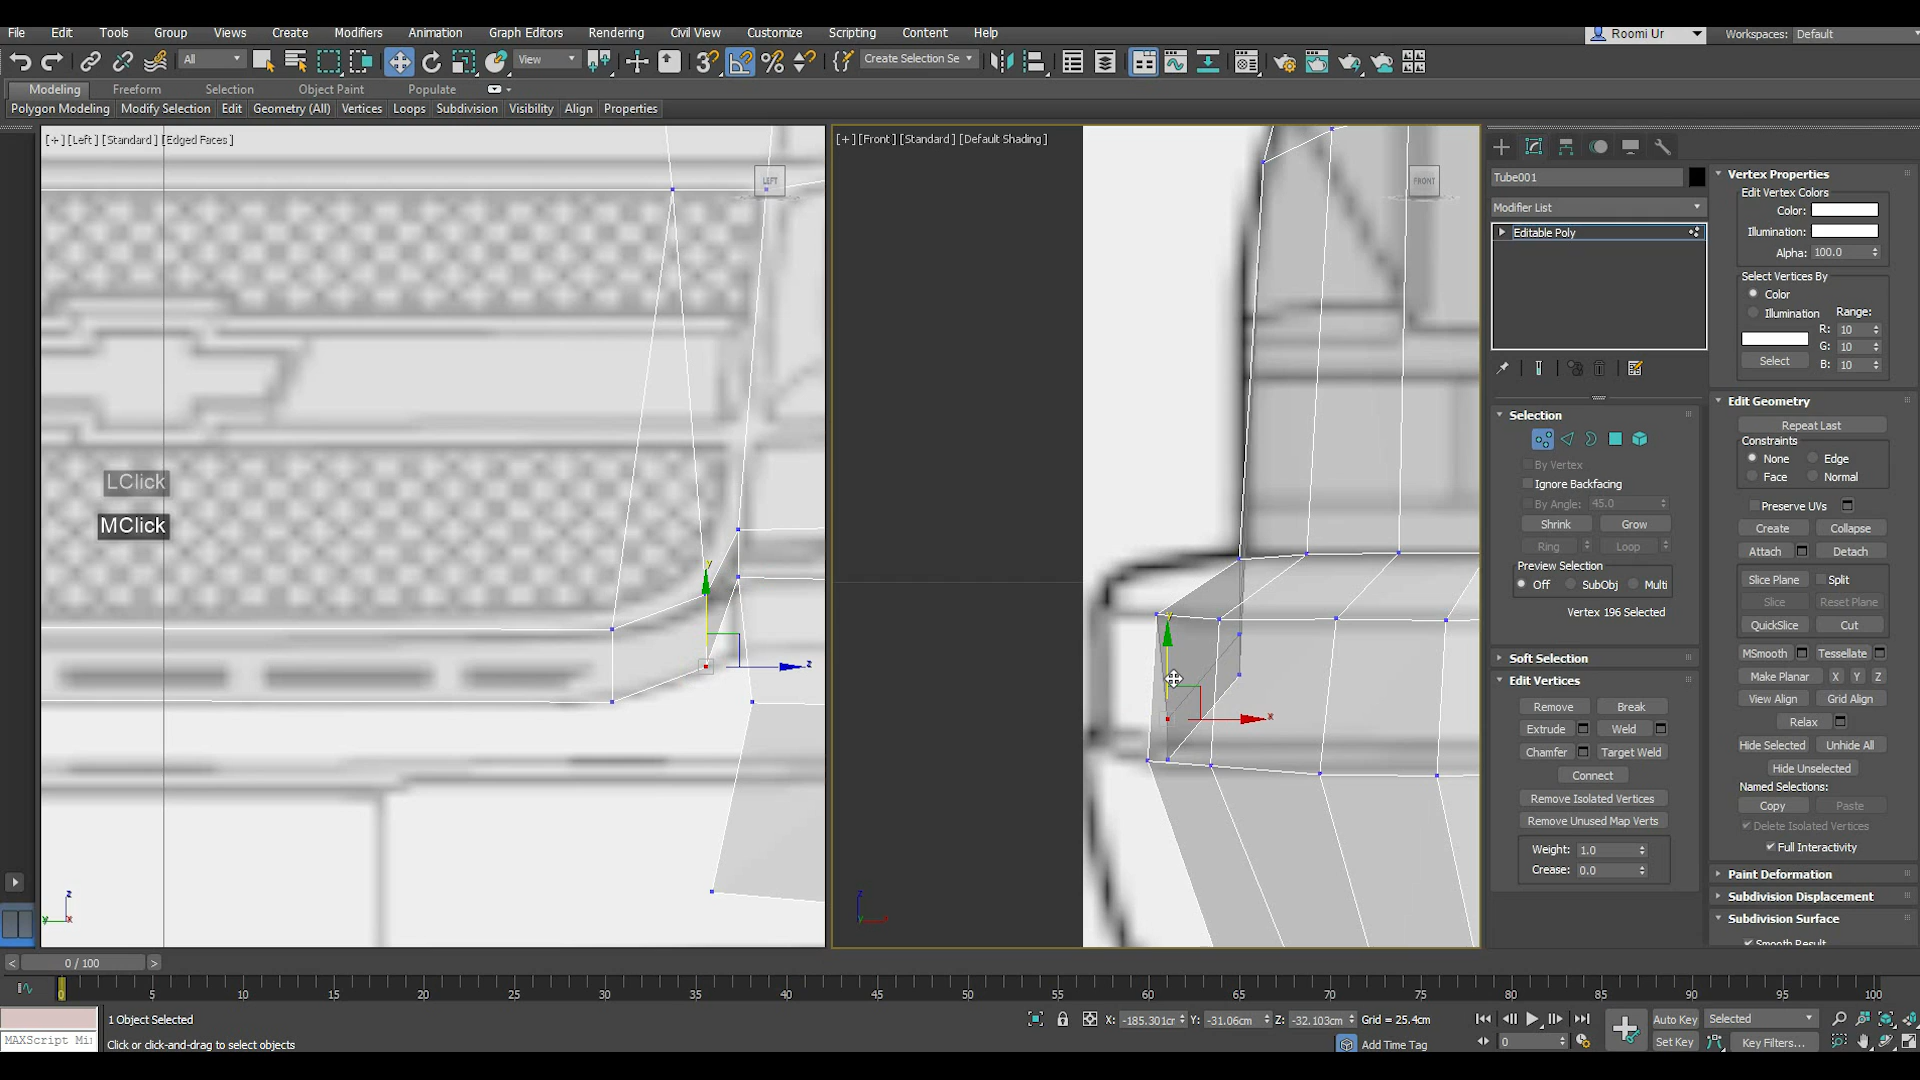 File Edit Tools Group Views Create Modifiers Animation Graph Editors Rendering Civil View Customize Scripting Content Help Roomi Ur Workspaces: Default
All View Create Selection Se
Modeling Freeform Selection Object Paint Populate
Polygon Modeling Modify Selection Edit Geometry (All) Vertices Loops Subdivision Visibility Align Properties
[+] [Left] [Standard] [Edged Faces]
[+] [Front] [Standard] [Default Shading]
LEFT
FRONT
LClick
MClick
y
z
y
x
z
y x
z
y
Tube001
Modifier List
Editable Poly
Selection
By Vertex
Ignore Backfacing
By Angle: 45.0
Shrink Grow
Ring Loop
Preview Selection
Off SubObj Multi
Vertex 196 Selected
Soft Selection
Edit Vertices
Remove Break
Extrude Weld
Chamfer Target Weld
Connect
Remove Isolated Vertices
Remove Unused Map Verts
Weight: 1.0
Crease: 0.0
Vertex Properties
Edit Vertex Colors
Color:
Illumination:
Alpha: 100.0
Select Vertices By
Color
Illumination Range:
R: 10
G: 10
Select B: 10
Edit Geometry
Repeat Last
Constraints
None Edge
Face Normal
Preserve UVs
Create Collapse
Attach Detach
Slice Plane Split
Slice Reset Plane
QuickSlice Cut
MSmooth Tessellate
Make Planar X Y Z
View Align Grid Align
Relax
Hide Selected Unhide All
Hide Unselected
Named Selections:
Copy Paste
Delete Isolated Vertices
Full Interactivity
Paint Deformation
Subdivision Displacement
Subdivision Surface
Smooth Result
< 0 / 100 >
0 5 10 15 20 25 30 35 40 45 50 55 60 65 70 75 80 85 90 95 100
1 Object Selected X: -185.301cm Y: -31.06cm Z: -32.103cm Grid = 25.4cm Auto Key Selected
MAXScript Mi Click or click-and-drag to select objects Add Time Tag 0 Set Key Key Filters...